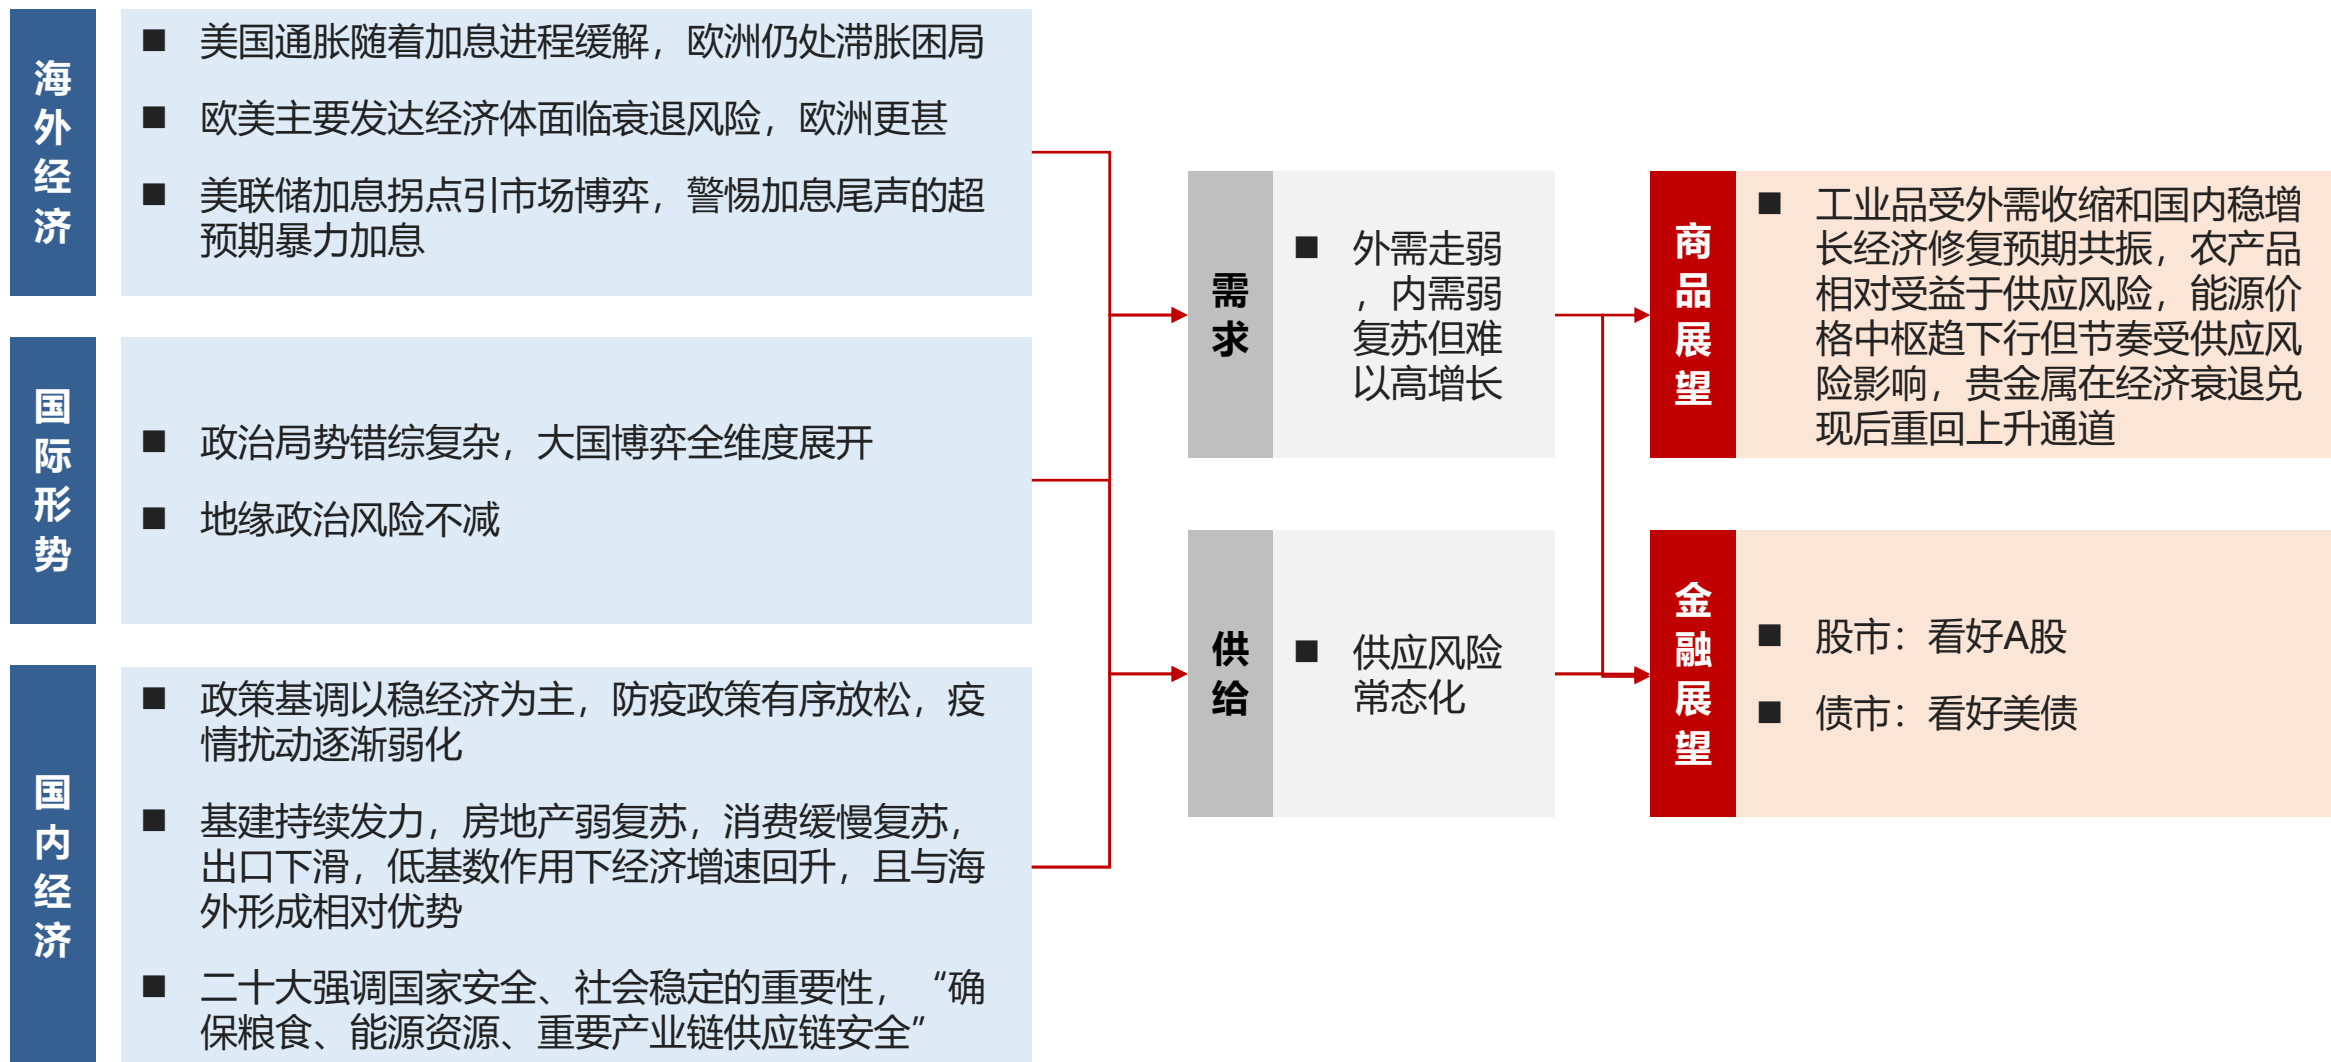 海外经济
美国通胀随着加息进程缓解，欧洲仍处滞胀困局
欧美主要发达经济体面临衰退风险，欧洲更甚
美联储加息拐点引市场博弈，警惕加息尾声的超
预期暴力加息
国际形势
政治局势错综复杂，大国博弈全维度展开
地缘政治风险不减
国内经济
政策基调以稳经济为主，防疫政策有序放松，疫
情扰动逐渐弱化
基建持续发力，房地产弱复苏，消费缓慢复苏，
出口下滑，低基数作用下经济增速回升，且与海
外形成相对优势
二十大强调国家安全、社会稳定的重要性，“确
保粮食、能源资源、重要产业链供应链安全”
需求
外需走弱
，内需弱
复苏但难
以高增长
供给
供应风险
常态化
商品展望
工业品受外需收缩和国内稳增
长经济修复预期共振，农产品
相对受益于供应风险，能源价
格中枢趋下行但节奏受供应风
险影响，贵金属在经济衰退兑
现后重回上升通道
金融展望
股市：看好A股
债市：看好美债